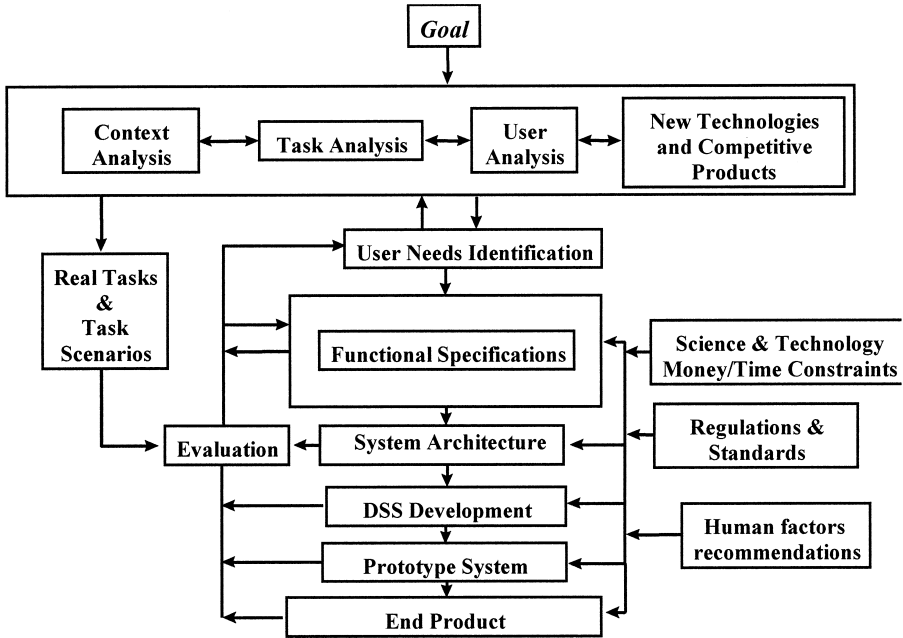 Goal
Context
Analysis
Task Analysis
User
Analysis
New Technologies
and Competitive
Products
User Needs Identification
Real Tasks
&
Task
Scenarios
Functional Specifications
Science & Technology
Money/Time Constraints
Evaluation
System Architecture
Regulations &
Standards
DSS Development
Human factors
recommendations
Prototype System
End Product